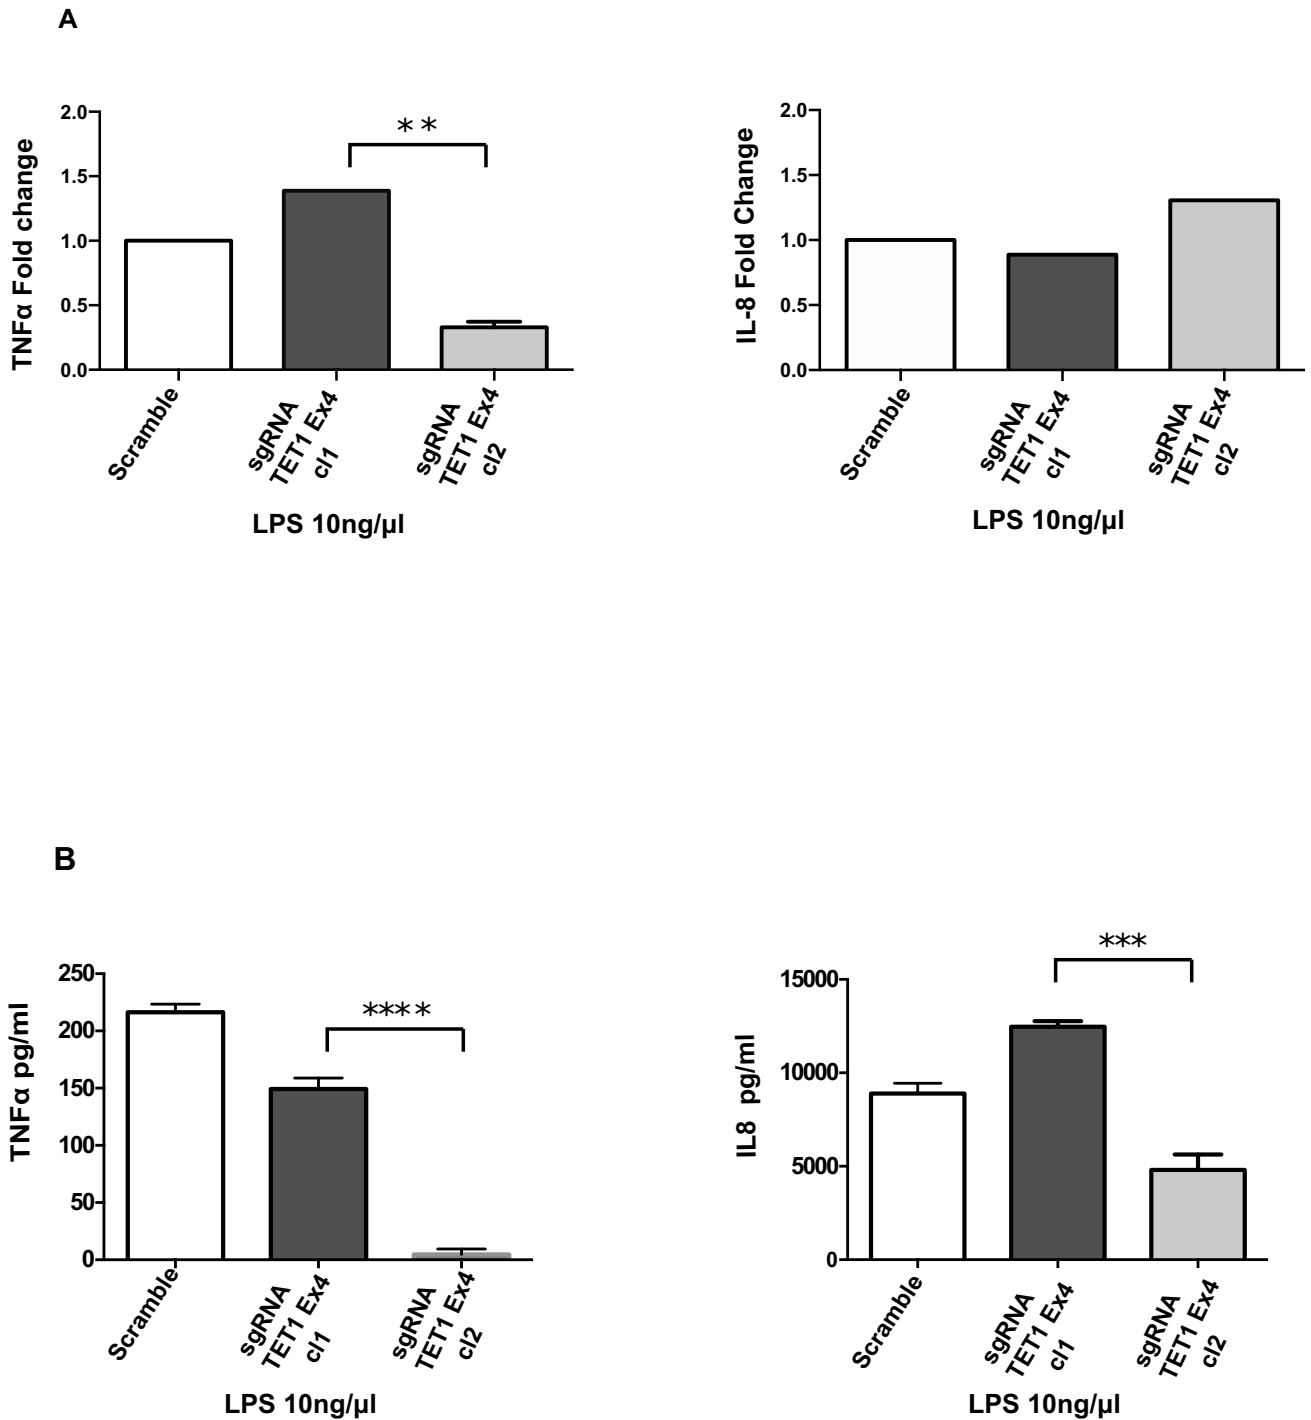 A
TNFα Fold change
2.0
1.5
1.0
0.5
0.0
**
Scramble
sgRNA
TET1 Ex4
cl1
sgRNA
TET1 Ex4
cl2
LPS 10ng/µl
IL-8 Fold Change
2.0
1.5
1.0
0.5
0.0
Scramble
sgRNA
TET1 Ex4
cl1
sgRNA
TET1 Ex4
cl2
LPS 10ng/µl
B
TNFα pg/ml
250
200
150
100
50
0
****
Scramble
sgRNA
TET1 Ex4
cl1
sgRNA
TET1 Ex4
cl2
LPS 10ng/µl
IL8 pg/ml
15000
10000
5000
0
***
Scramble
sgRNA
TET1 Ex4
cl1
sgRNA
TET1 Ex4
cl2
LPS 10ng/µl